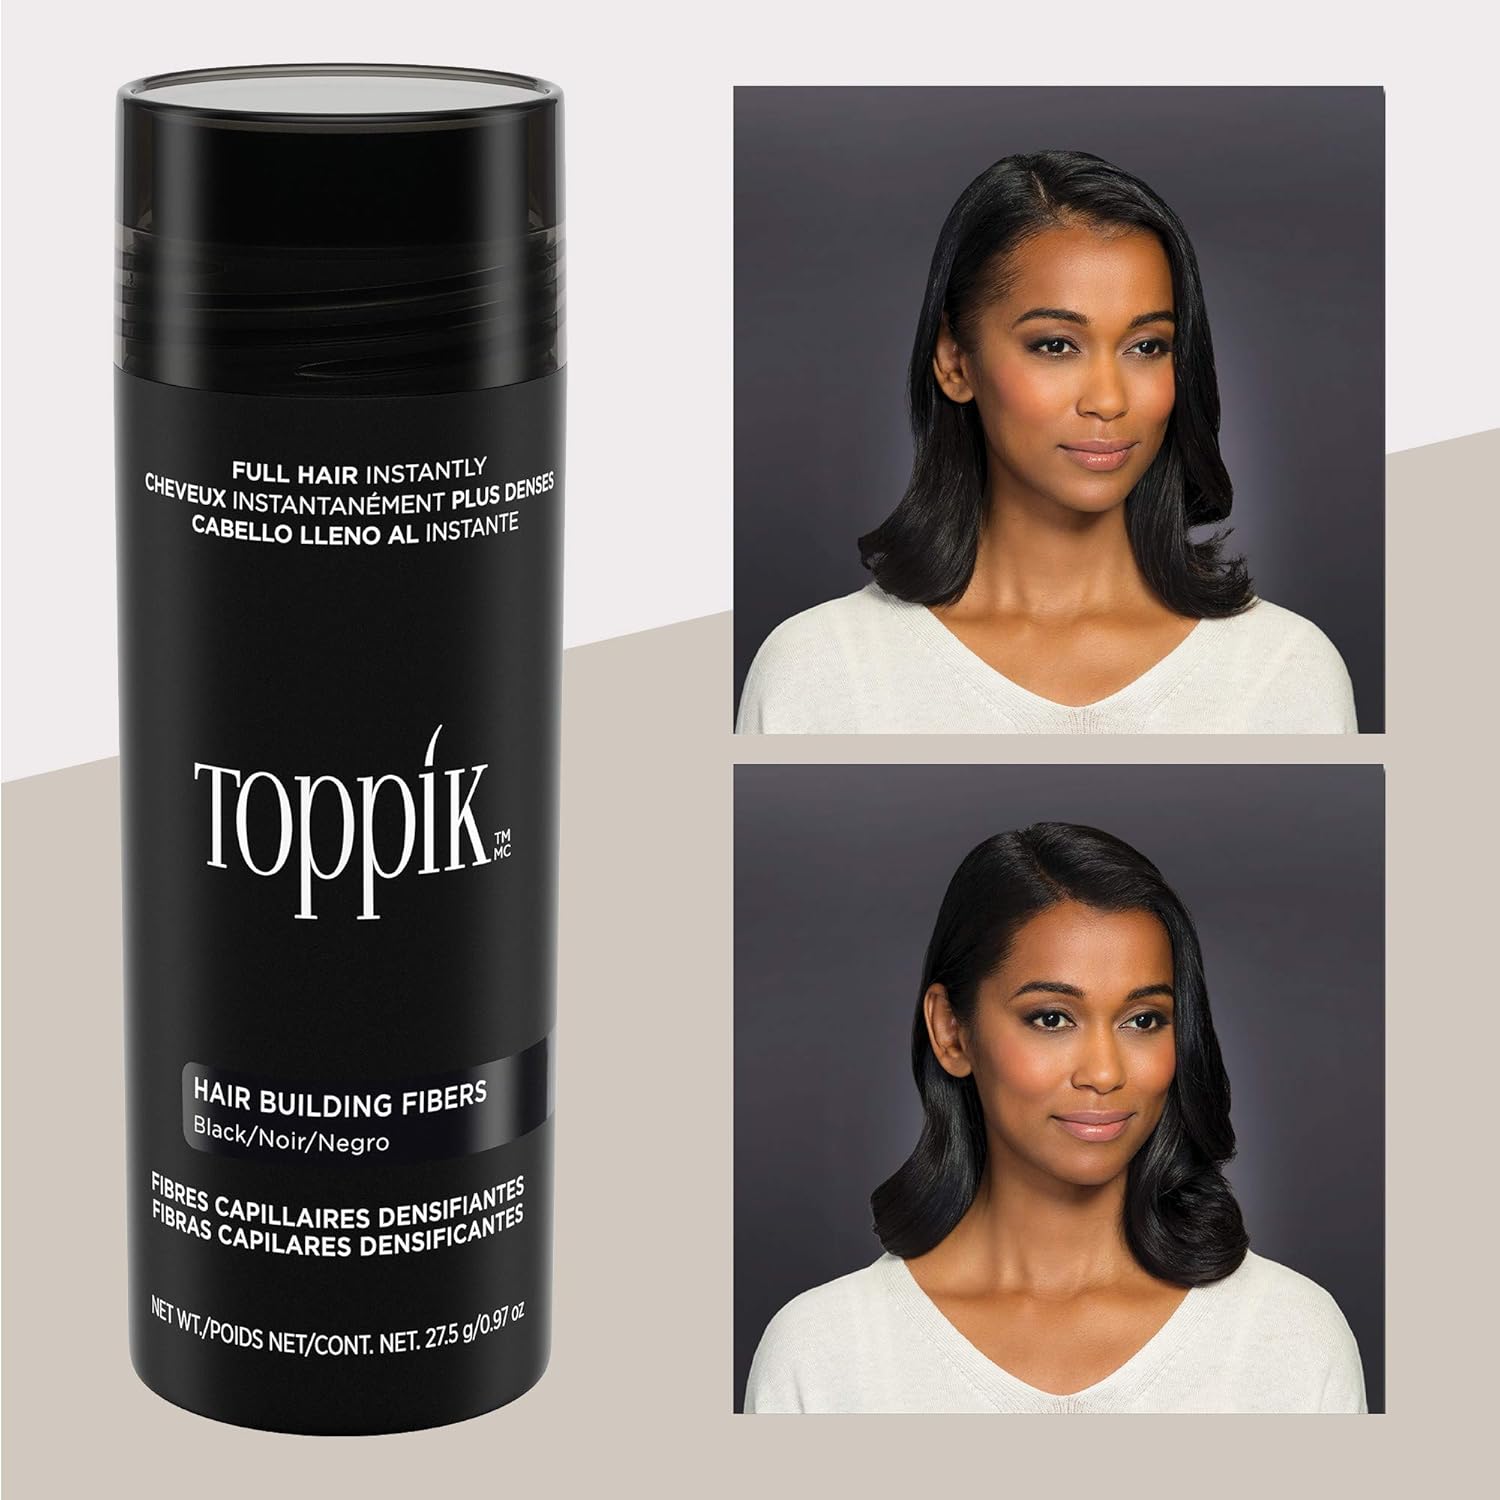 FULL HAIR INSTANTLY
CHEVEUX INSTANTANÉMENT PLUS DENSES
CABELLO LLENO AL INSTANTE
TOPPíK TM
MC
HAIR BUILDING FIBERS
Black/Noir/Negro
FIBRES CAPILLAIRES DENSIFIANTES
FIBRAS CAPILARES DENSIFICANTES
NET WT./POIDS NET/CONT. NET. 27.5 g/0.97 oz